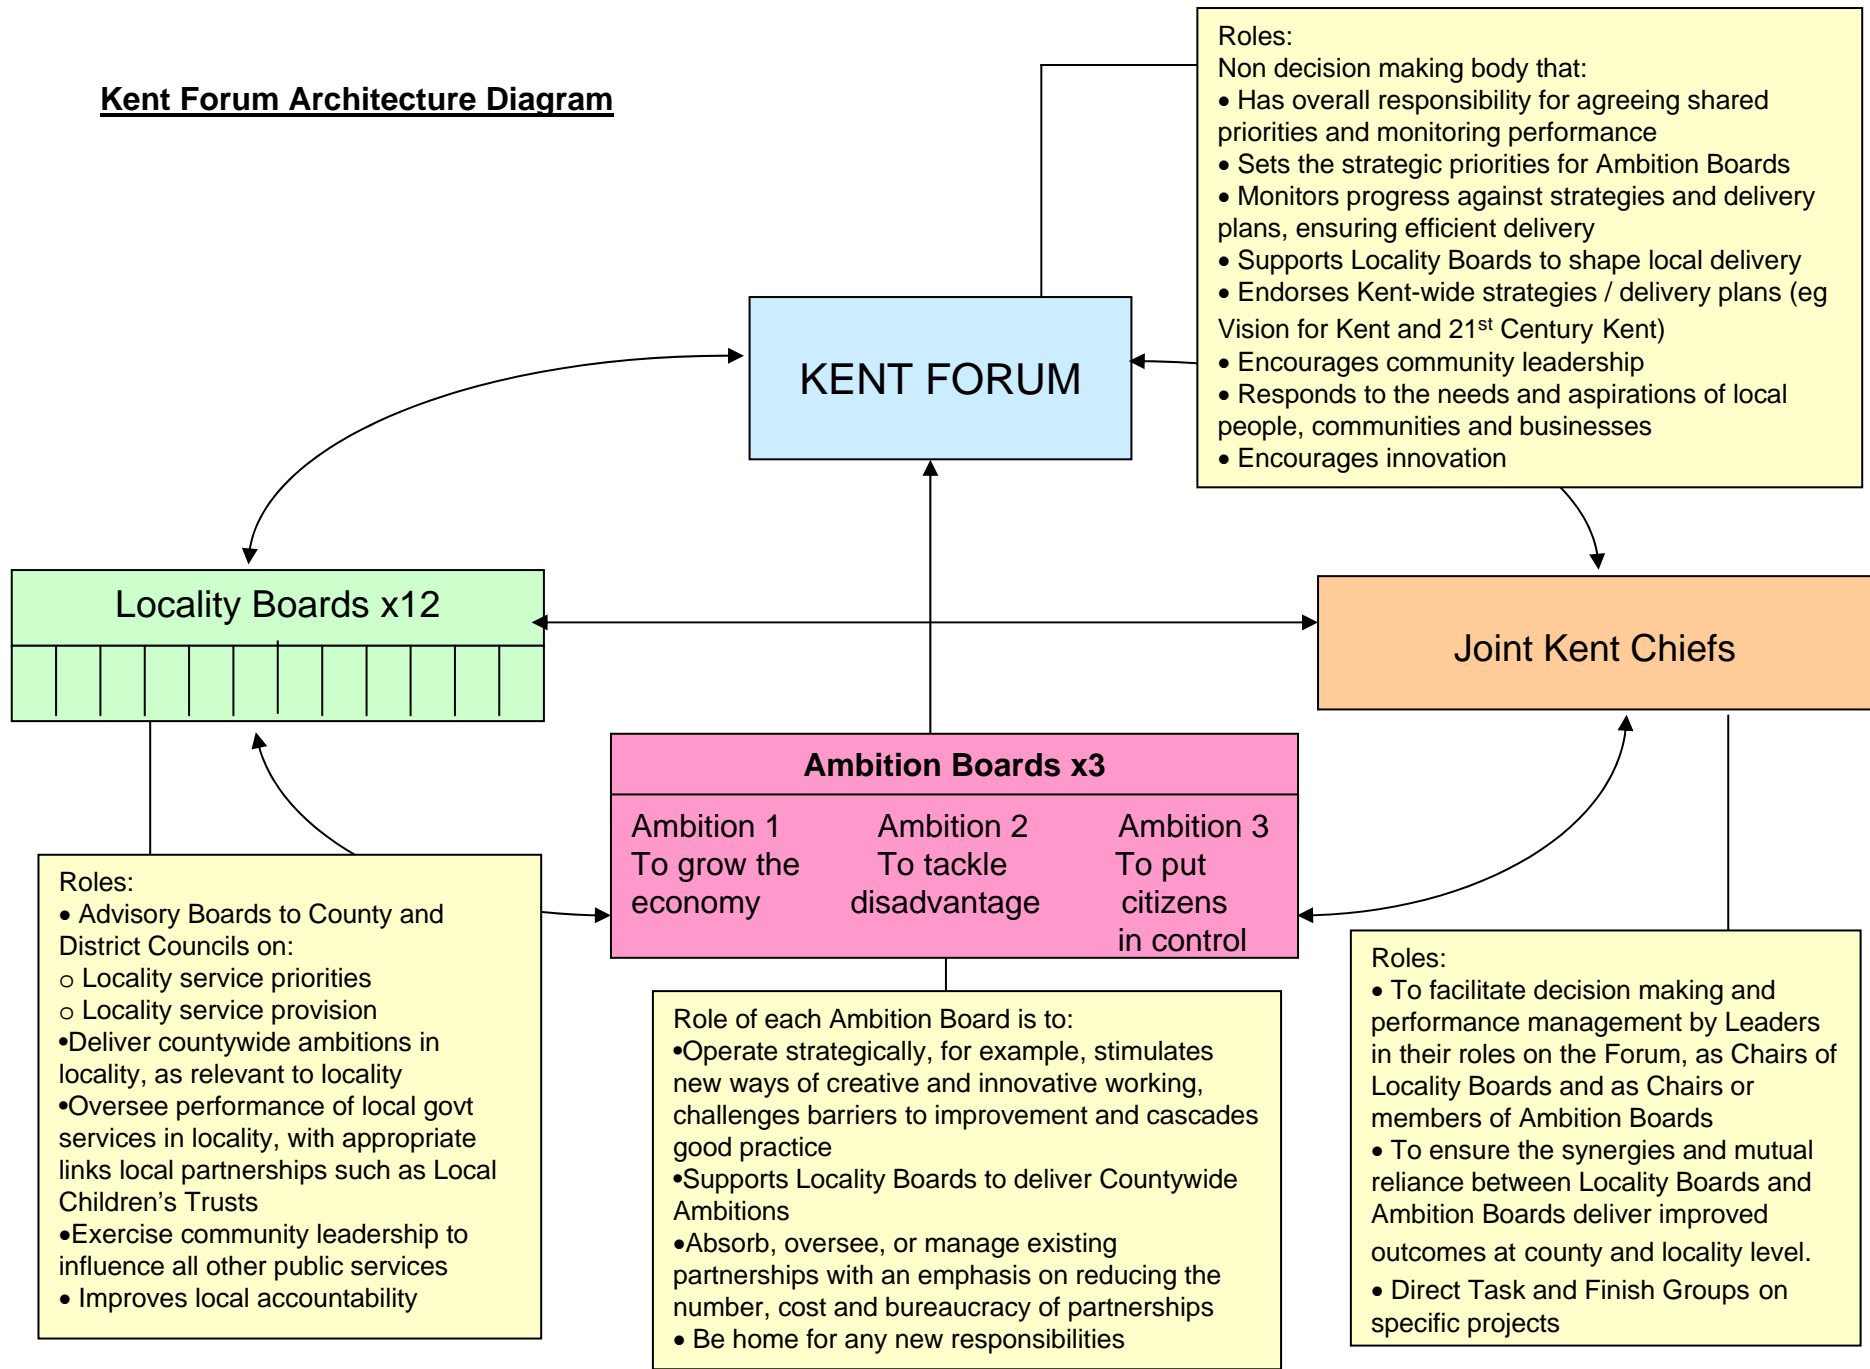 Kent Forum Architecture Diagram
Roles:
Non decision making body that:
• Has overall responsibility for agreeing shared
priorities and monitoring performance
• Sets the strategic priorities for Ambition Boards
• Monitors progress against strategies and delivery
plans, ensuring efficient delivery
• Supports Locality Boards to shape local delivery
• Endorses Kent-wide strategies / delivery plans (eg
Vision for Kent and 21st Century Kent)
• Encourages community leadership
• Responds to the needs and aspirations of local
people, communities and businesses
• Encourages innovation
KENT FORUM
Locality Boards x12
Joint Kent Chiefs
Ambition Boards x3
Ambition 1
To grow the
economy
Ambition 2
To tackle
disadvantage
Ambition 3
To put
citizens
in control
Roles:
• Advisory Boards to County and
District Councils on:
o Locality service priorities
o Locality service provision
•Deliver countywide ambitions in
locality, as relevant to locality
•Oversee performance of local govt
services in locality, with appropriate
links local partnerships such as Local
Children’s Trusts
•Exercise community leadership to
influence all other public services
• Improves local accountability
Role of each Ambition Board is to:
•Operate strategically, for example, stimulates
new ways of creative and innovative working,
challenges barriers to improvement and cascades
good practice
•Supports Locality Boards to deliver Countywide
Ambitions
•Absorb, oversee, or manage existing
partnerships with an emphasis on reducing the
number, cost and bureaucracy of partnerships
• Be home for any new responsibilities
Roles:
• To facilitate decision making and
performance management by Leaders
in their roles on the Forum, as Chairs of
Locality Boards and as Chairs or
members of Ambition Boards
• To ensure the synergies and mutual
reliance between Locality Boards and
Ambition Boards deliver improved
outcomes at county and locality level.
• Direct Task and Finish Groups on
specific projects